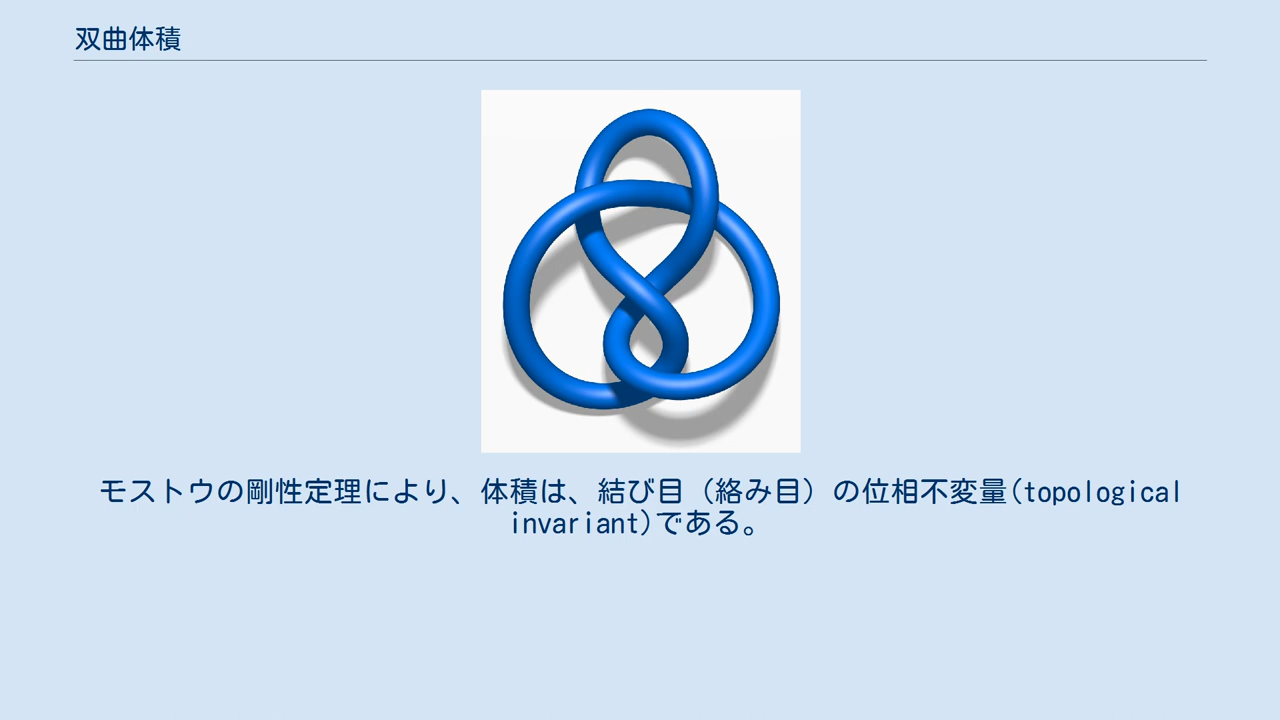 双曲体積
モストウの剛性定理により、体積は、結び目（絡み目）の位相不変量(topological
invariant)である。